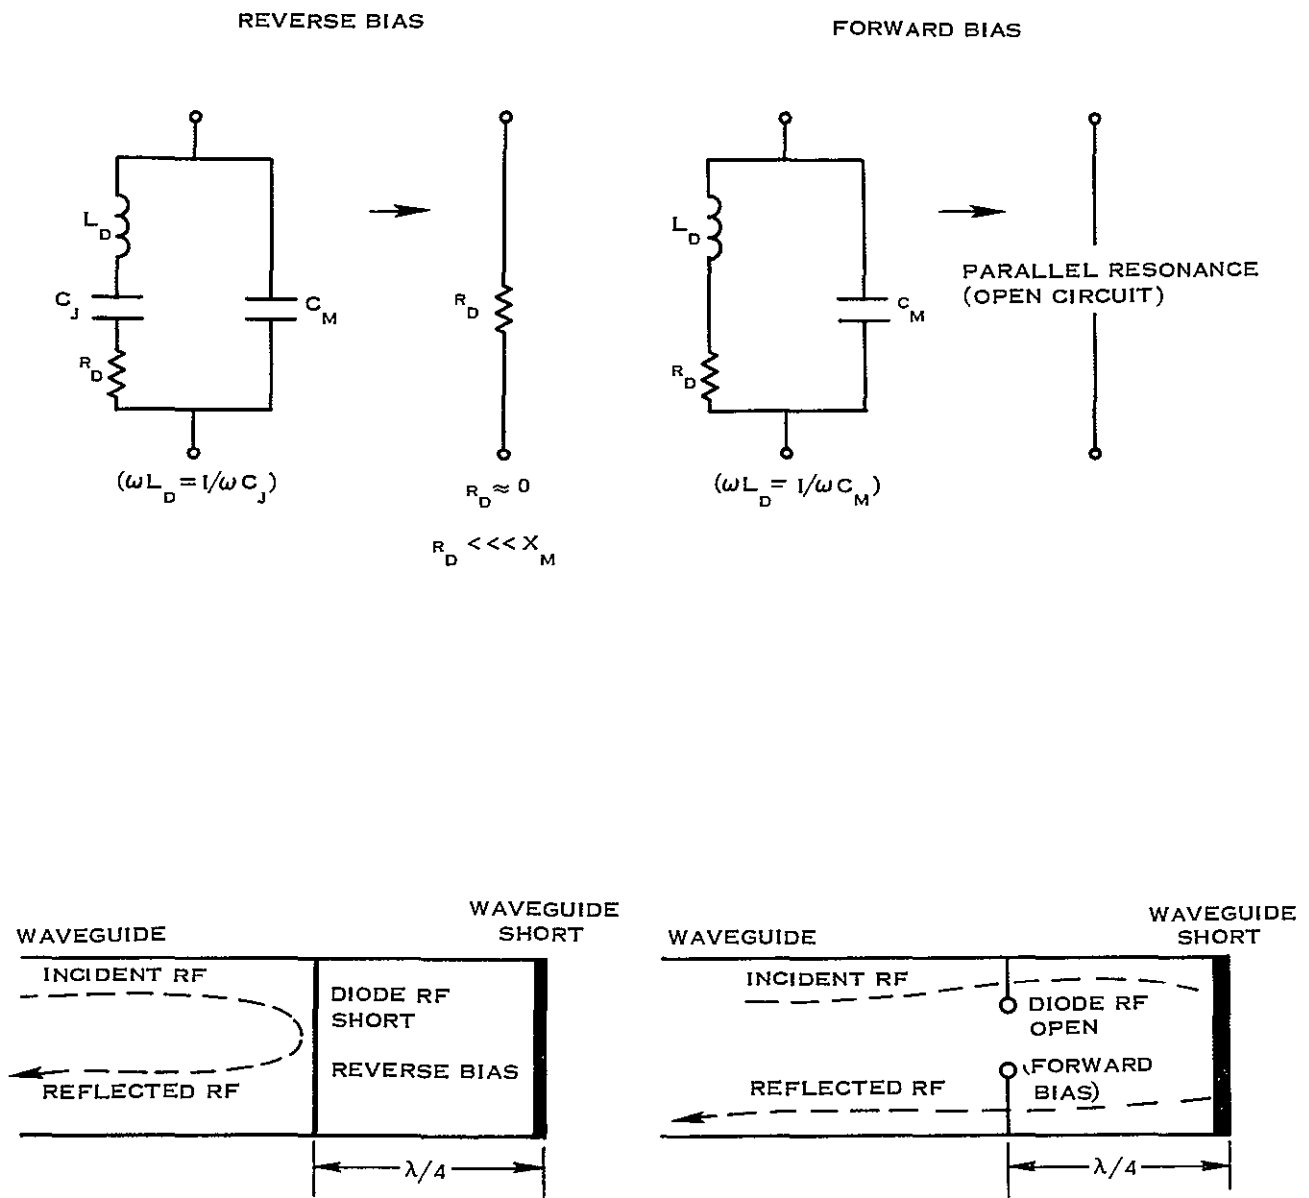 REVERSE BIAS
FORWARD BIAS
L_D
C_J
R_D
C_M
R_D
(ωL_D = I/ωC_J)
R_D ≈ 0
R_D <<< X_M
L_D
R_D
C_M
(ωL_D = I/ωC_M)
PARALLEL RESONANCE
(OPEN CIRCUIT)
WAVEGUIDE
WAVEGUIDE
SHORT
INCIDENT RF
DIODE RF
SHORT
REVERSE BIAS
REFLECTED RF
λ/4
WAVEGUIDE
WAVEGUIDE
SHORT
INCIDENT RF
DIODE RF
OPEN
(FORWARD
BIAS)
REFLECTED RF
λ/4